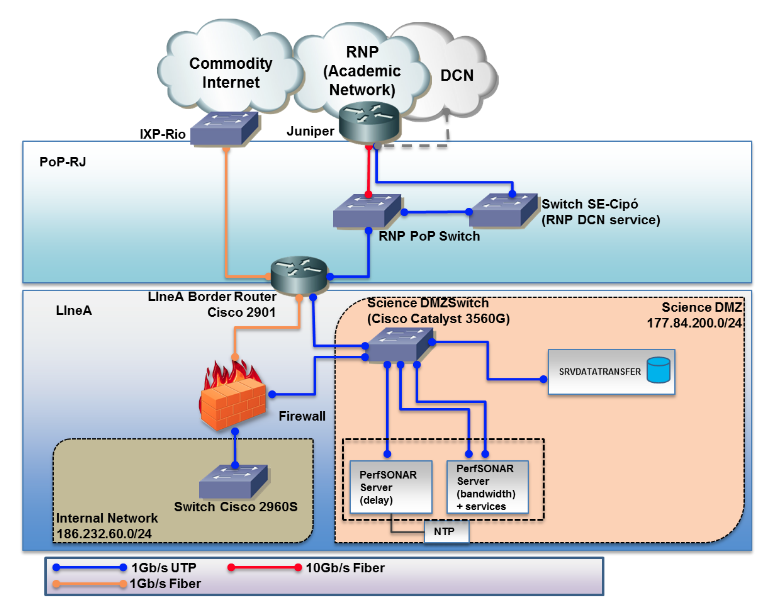 Commodity
Internet
RNP
(Academic
Network)
DCN
IXP-Rio
Juniper
PoP-RJ
Switch SE-Cipó
(RNP DCN service)
RNP PoP Switch
LIneA Border Router
Cisco 2901
LIneA
Science DMZSwitch
(Cisco Catalyst 3560G)
Science DMZ
177.84.200.0/24
SRVDATATRANSFER
Firewall
Switch Cisco 2960S
Internal Network
186.232.60.0/24
PerfSONAR
Server
(delay)
PerfSONAR
Server
(bandwidth)
+ services
NTP
1Gb/s UTP
10Gb/s Fiber
1Gb/s Fiber